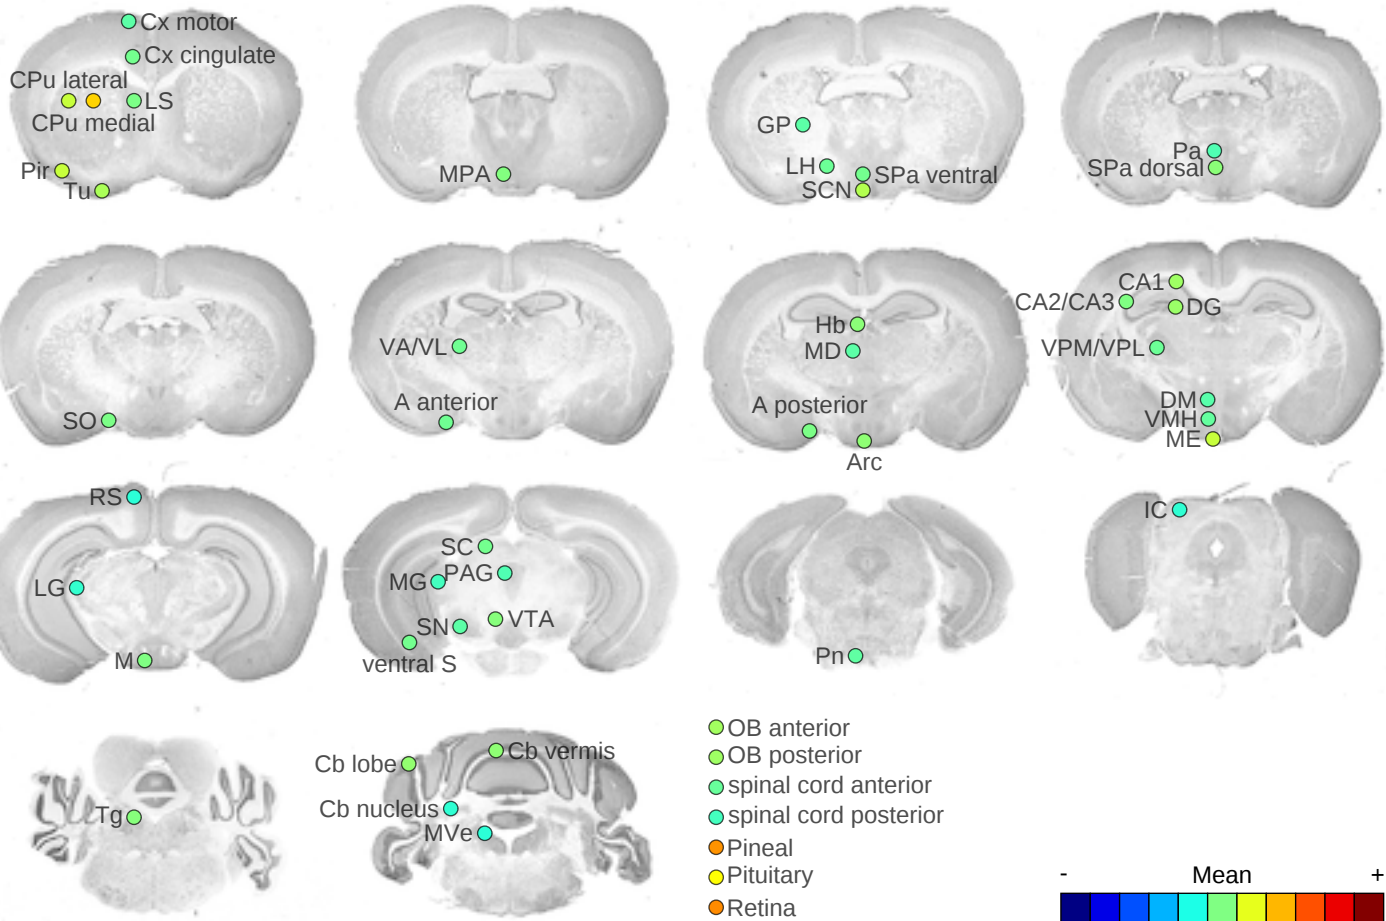 Cx motor
Cx cingulate
CPu lateral
LS
CPu medial
Pir
Tu
MPA
GP
LH
SPa ventral
SCN
Pa
SPa dorsal
SO
VA/VL
A anterior
Hb
MD
A posterior
Arc
CA1
CA2/CA3
DG
VPM/VPL
DM
VMH
ME
RS
LG
M
SC
MG PAG
SN VTA
ventral S
Pn
IC
Tg
Cb lobe
Cb vermis
Cb nucleus
MVe
OB anterior
OB posterior
spinal cord anterior
spinal cord posterior
Pineal
Pituitary
Retina
- Mean +